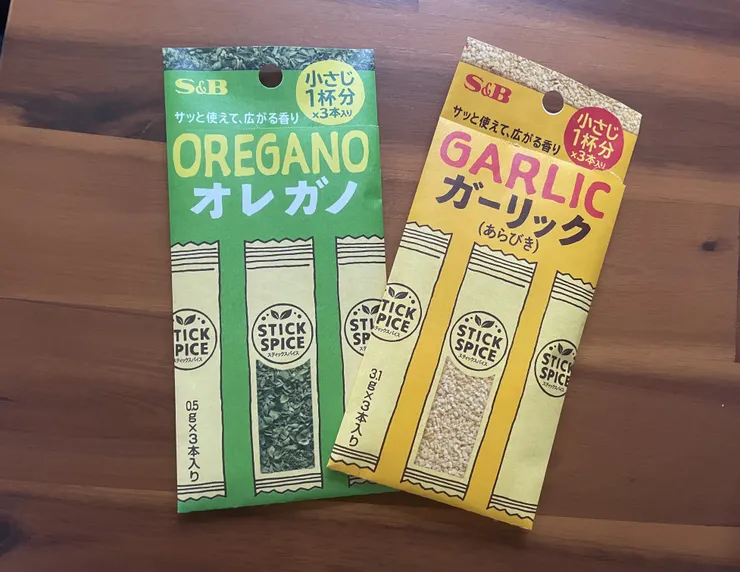 S&B
小さじ
1杯分
×3本入り
サッと使えて、広がる香り
OREGANO
オレガノ
STICK
SPICE
STICK
SPICE
スティックスパイス
STICK
SP
0.5g×3本入り
S&B
小さじ
1杯分
×3本入り
サッと使えて、広がる香り
GARLIC
ガーリック
(あらびき)
STICK
PICE
STICK
SPICE
スティックスパイス
STICK
SPICE
3.1g×3本入り